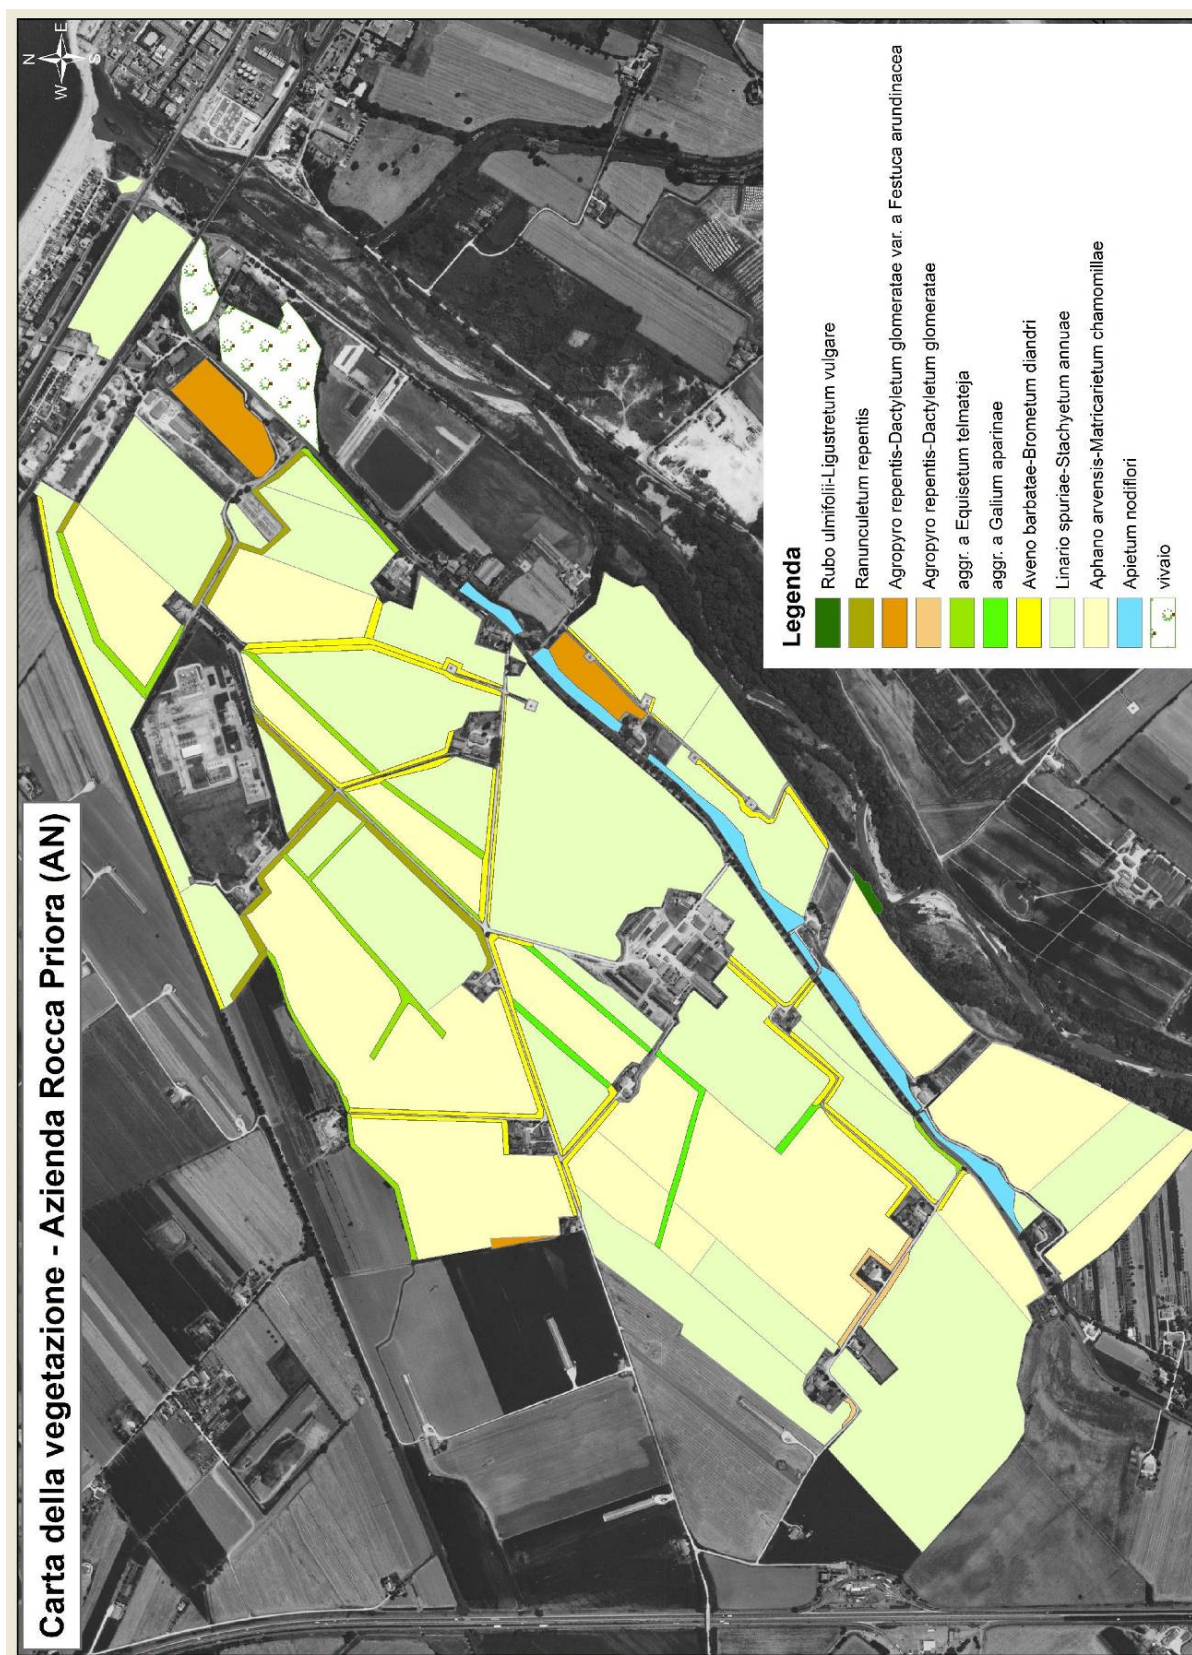 Carta della vegetazione - Azienda Rocca Priora (AN)
N
E
S
W
Legenda
Rubo ulmifolii-Ligustretum vulgare
Ranunculetum repentis
Agropyro repentis-Dactyletum glomeratae var. a Festuca arundinacea
Agropyro repentis-Dactyletum glomeratae
aggr. a Equisetum telmateja
aggr. a Galium aparinae
Aveno barbatae-Brometum diandri
Linario spuriae-Stachyetum annuae
Aphano arvensis-Matricarietum chamomillae
Apietum nodiflori
vivaio